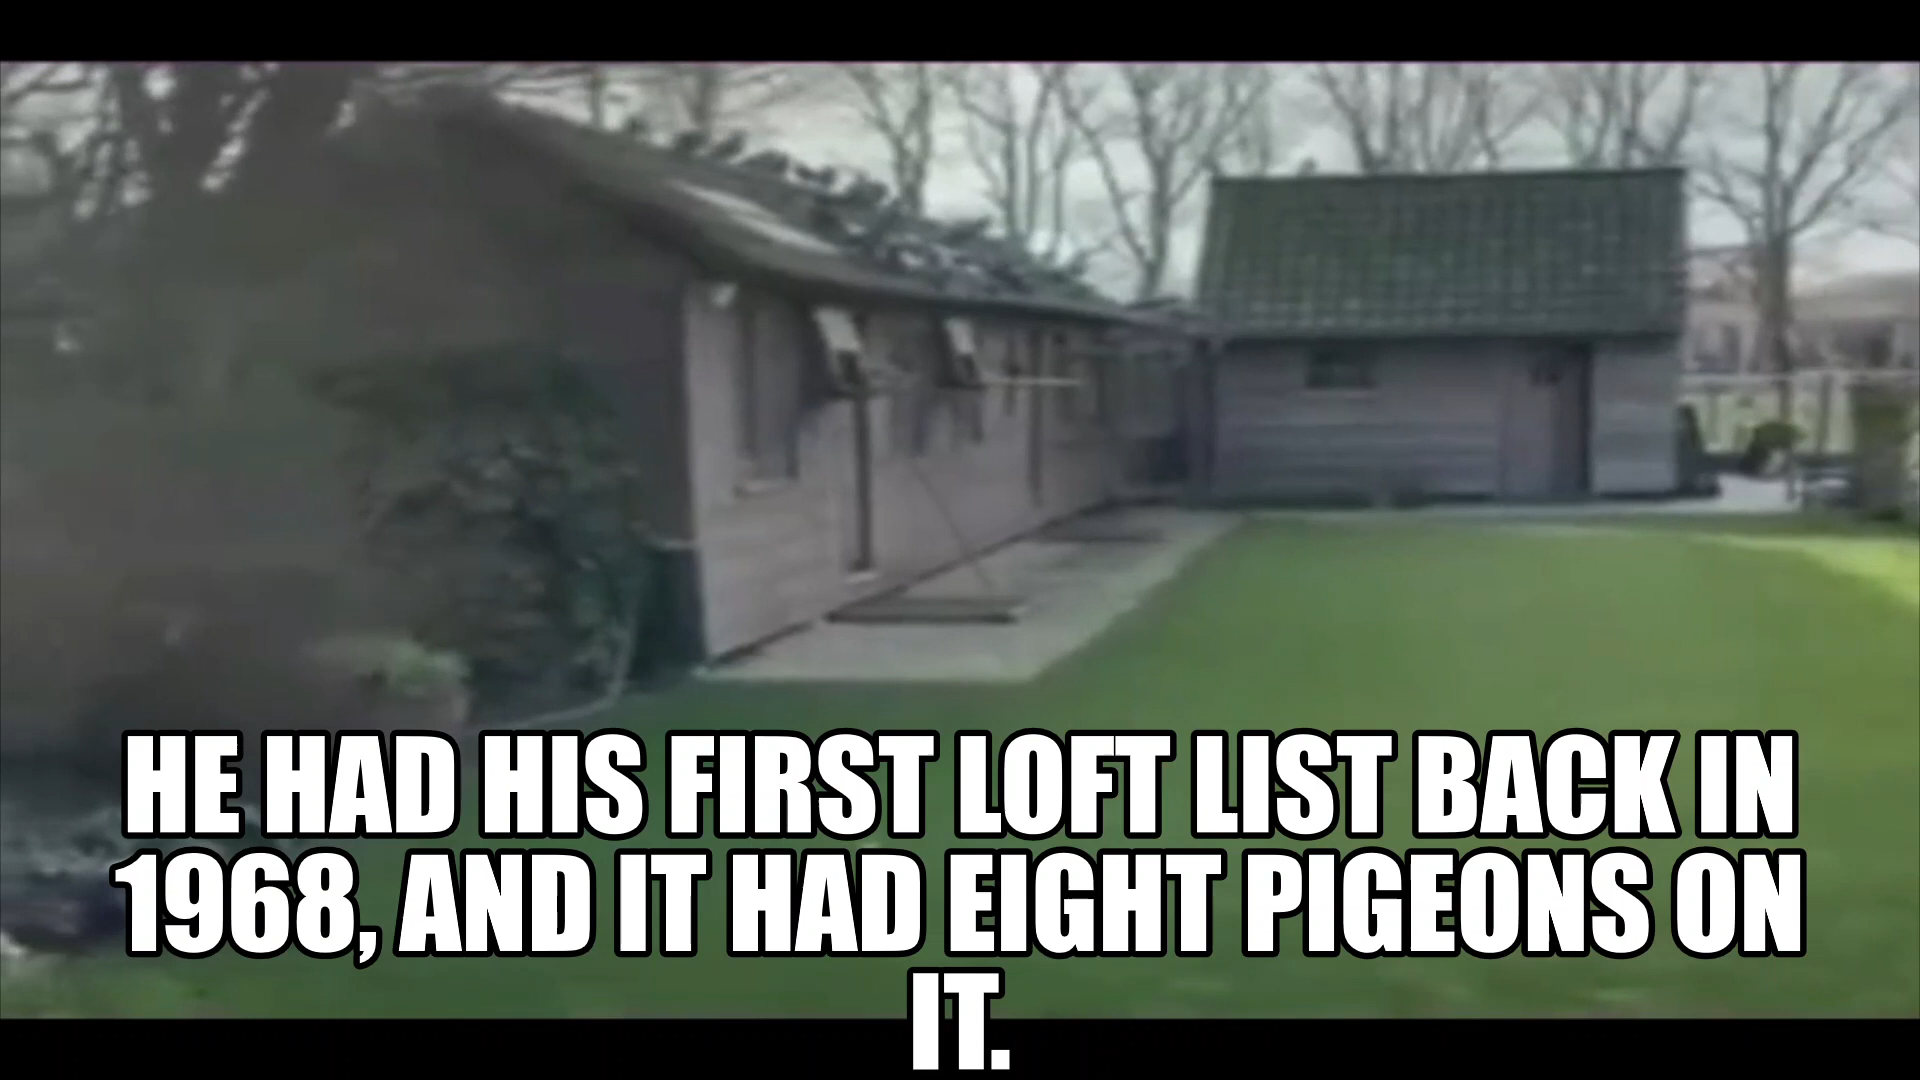 HE HAD HIS FIRST LOFT LIST BACK IN
1968, AND IT HAD EIGHT PIGEONS ON
IT.